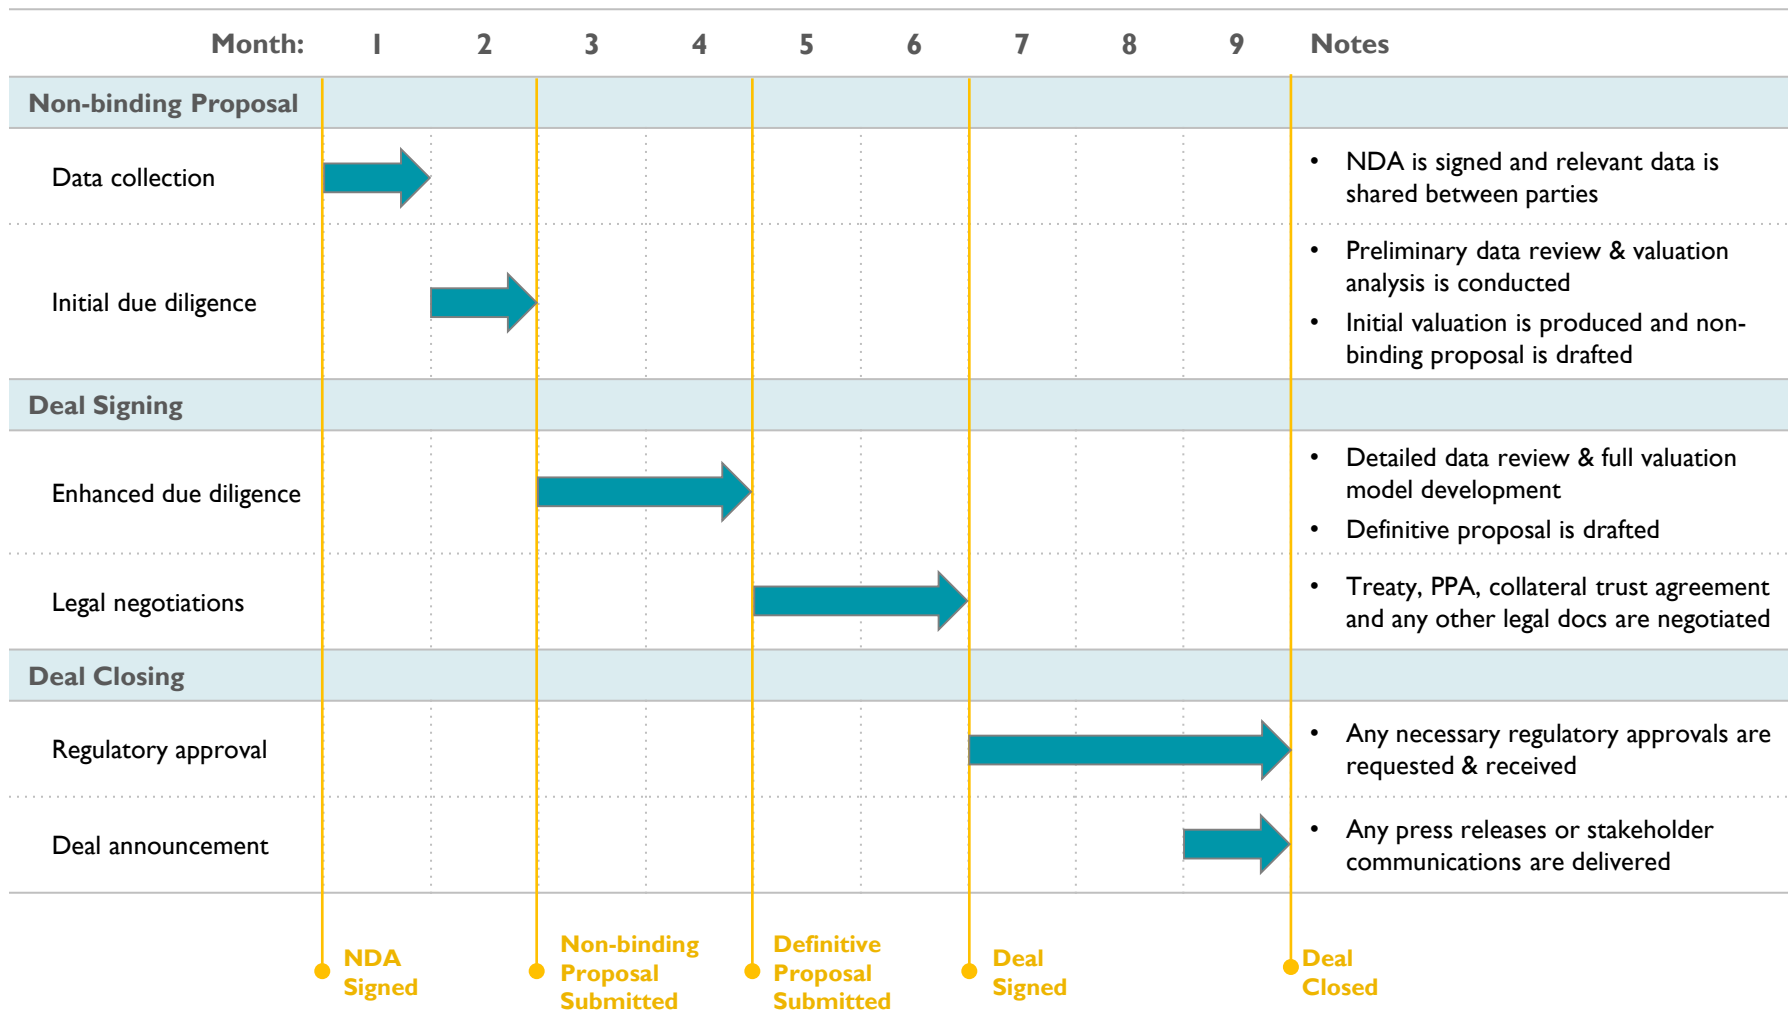 Month: 1 2 3 4 5 6 7 8 9 Notes
Non-binding Proposal
Data collection
• NDA is signed and relevant data is
shared between parties
Initial due diligence
• Preliminary data review & valuation
analysis is conducted
• Initial valuation is produced and non-
binding proposal is drafted
Deal Signing
Enhanced due diligence
• Detailed data review & full valuation
model development
• Definitive proposal is drafted
Legal negotiations
• Treaty, PPA, collateral trust agreement
and any other legal docs are negotiated
Deal Closing
Regulatory approval
• Any necessary regulatory approvals are
requested & received
Deal announcement
• Any press releases or stakeholder
communications are delivered
NDA
Signed
Non-binding
Proposal
Submitted
Definitive
Proposal
Submitted
Deal
Signed
Deal
Closed